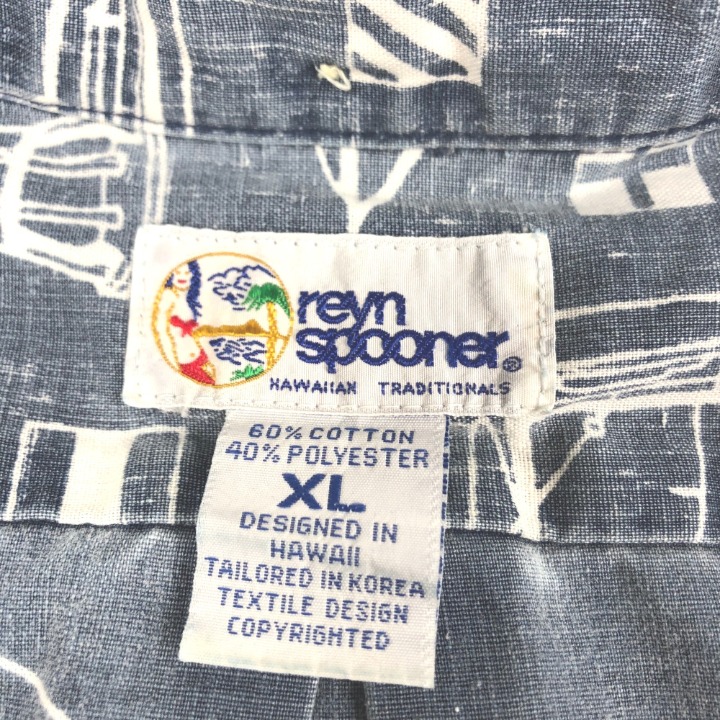 reyn
spooner®
HAWAIIAN TRADITIONALS
60% COTTON
40% POLYESTER
XL
DESIGNED IN
HAWAII
TAILORED IN KOREA
TEXTILE DESIGN
COPYRIGHTED